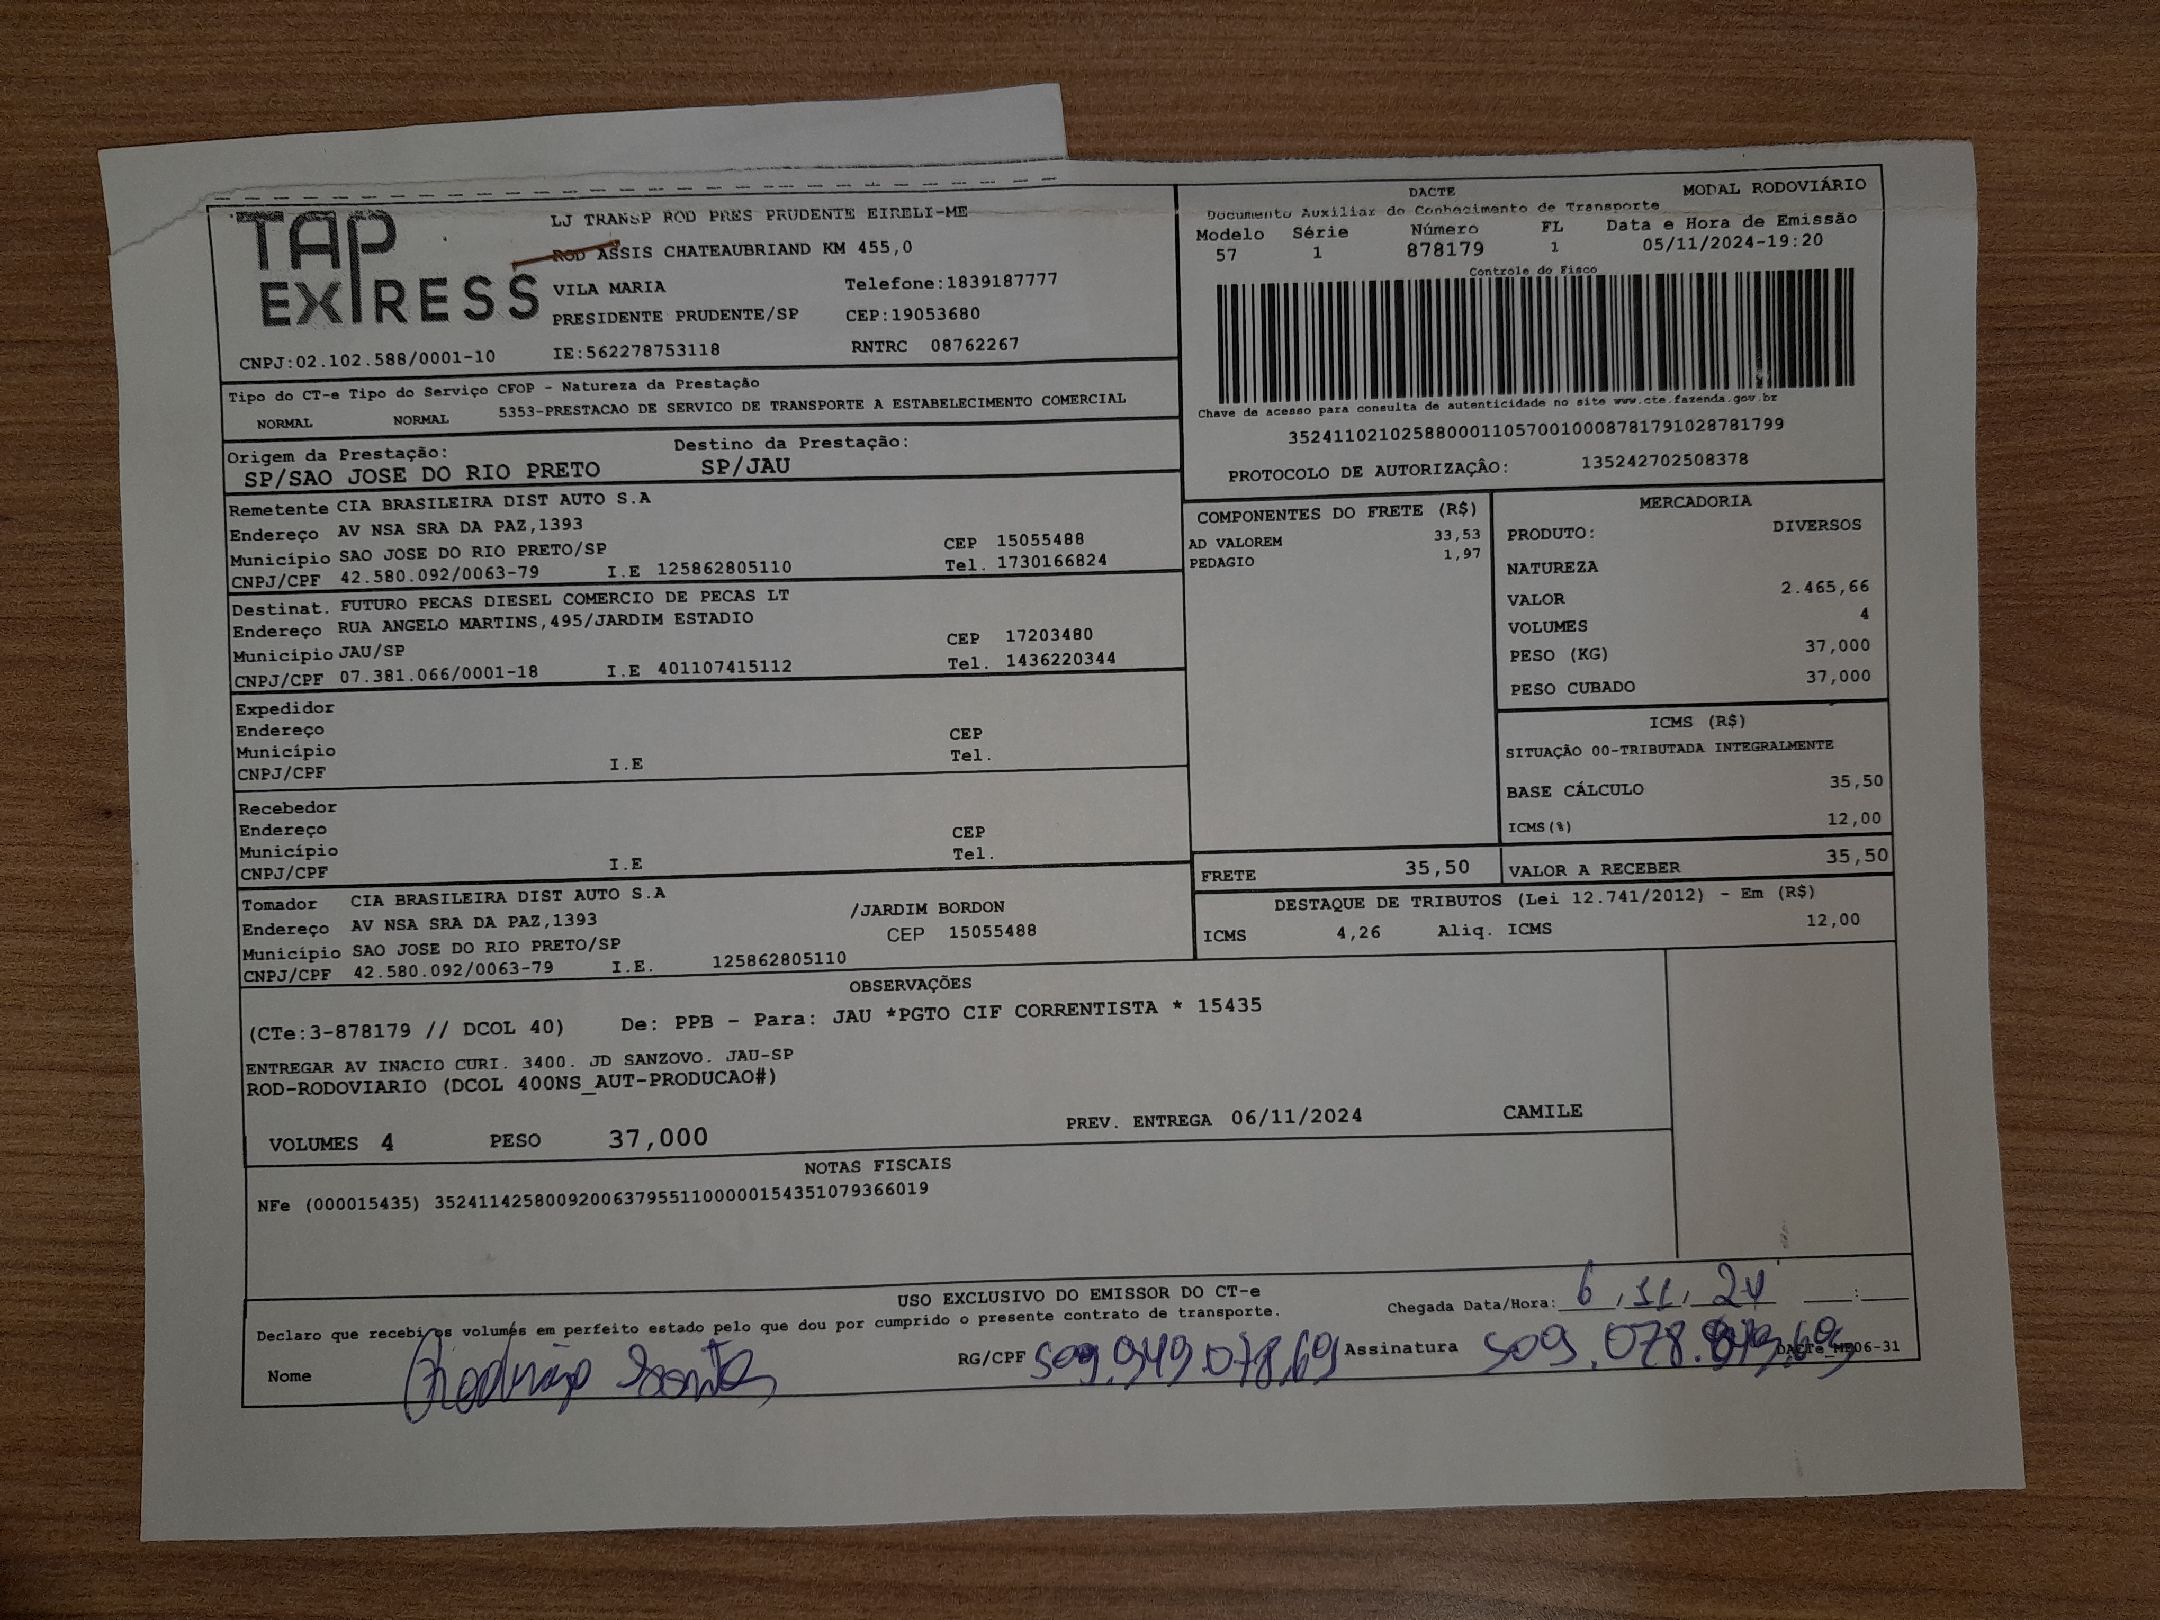 TAP
EXPRESS
LJ TRANSP ROD PRES PRUDENTE EIRELI-ME
ROD ASSIS CHATEAUBRIAND KM 455,0
VILA MARIA Telefone:1839187777
PRESIDENTE PRUDENTE/SP CEP:19053680
CNPJ:02.102.588/0001-10 IE:562278753118 RNTRC 08762267
DACTE MODAL RODOVIÁRIO
Documento Auxiliar do Conhecimento de Transporte
Modelo Série Número FL Data e Hora de Emissão
57 1 878179 1 05/11/2024-19:20
Controle do Fisco
Chave de acesso para consulta de autenticidade no site www.cte.fazenda.gov.br
35241102102588000110570010008781791028781799
PROTOCOLO DE AUTORIZAÇÂO: 135242702508378
Tipo do CT-e Tipo do Serviço CFOP - Natureza da Prestação
NORMAL NORMAL 5353-PRESTACAO DE SERVICO DE TRANSPORTE A ESTABELECIMENTO COMERCIAL
Origem da Prestação: Destino da Prestação:
SP/SAO JOSE DO RIO PRETO SP/JAU
Remetente CIA BRASILEIRA DIST AUTO S.A
Endereço AV NSA SRA DA PAZ,1393
Município SAO JOSE DO RIO PRETO/SP CEP 15055488
CNPJ/CPF 42.580.092/0063-79 I.E 125862805110 Tel. 1730166824
Destinat. FUTURO PECAS DIESEL COMERCIO DE PECAS LT
Endereço RUA ANGELO MARTINS,495/JARDIM ESTADIO
Município JAU/SP CEP 17203480
CNPJ/CPF 07.381.066/0001-18 I.E 401107415112 Tel. 1436220344
Expedidor
Endereço
Município CEP
CNPJ/CPF I.E Tel.
Recebedor
Endereço
Município CEP
CNPJ/CPF I.E Tel.
Tomador CIA BRASILEIRA DIST AUTO S.A
Endereço AV NSA SRA DA PAZ,1393 /JARDIM BORDON
Município SAO JOSE DO RIO PRETO/SP CEP 15055488
CNPJ/CPF 42.580.092/0063-79 I.E. 125862805110
COMPONENTES DO FRETE (R$)
AD VALOREM 33,53
PEDAGIO 1,97
MERCADORIA
PRODUTO: DIVERSOS
NATUREZA
VALOR 2.465,66
VOLUMES 4
PESO (KG) 37,000
PESO CUBADO 37,000
ICMS (R$)
SITUAÇÃO 00-TRIBUTADA INTEGRALMENTE
BASE CÁLCULO 35,50
ICMS(%) 12,00
FRETE 35,50 VALOR A RECEBER 35,50
DESTAQUE DE TRIBUTOS (Lei 12.741/2012) - Em (R$)
ICMS 4,26 Aliq. ICMS 12,00
OBSERVAÇÕES
(CTe:3-878179 // DCOL 40) De: PPB - Para: JAU *PGTO CIF CORRENTISTA * 15435
ENTREGAR AV INACIO CURI. 3400. JD SANZOVO. JAU-SP
ROD-RODOVIARIO (DCOL 400NS_AUT-PRODUCAO#)
VOLUMES 4 PESO 37,000 PREV. ENTREGA 06/11/2024 CAMILE
NOTAS FISCAIS
NFe (000015435) 35241142580092006379551100000154351079366019
USO EXCLUSIVO DO EMISSOR DO CT-e
Declaro que recebi os volumes em perfeito estado pelo que dou por cumprido o presente contrato de transporte.
Chegada Data/Hora: 6 , 11 , 24 :
Nome Rodrigo Santos RG/CPF 509.949.078.69 Assinatura 509.078.
06-31